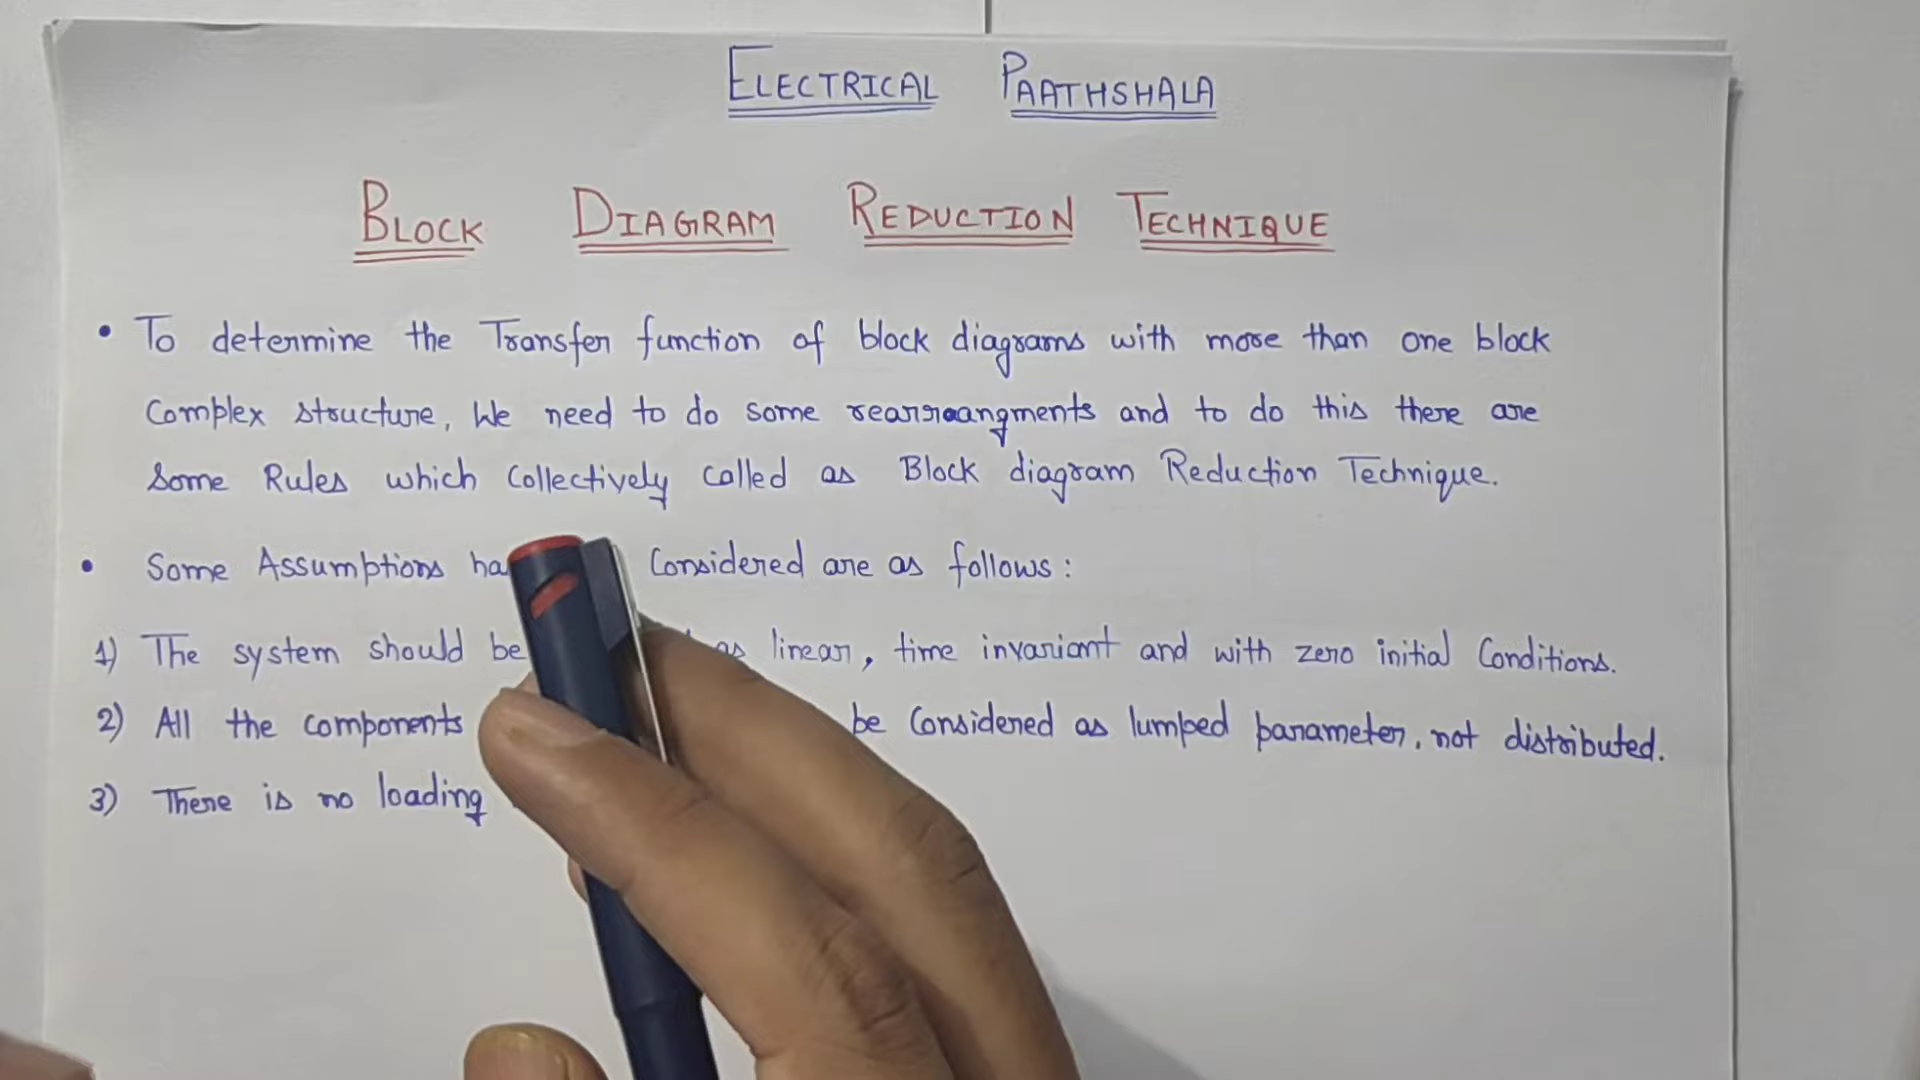 ELECTRICAL PAATHSHALA
BLOCK DIAGRAM REDUCTION TECHNIQUE
• To determine the Transfer function of block diagrams with more than one block
Complex structure, We need to do some rearraangments and to do this there are
Some Rules which Collectively called as Block diagram Reduction Technique.
• Some Assumptions Considered are as follows:
1) The system should be as linear, time invariant and with zero initial Conditions.
2) All the components be Considered as lumped parameter, not distributed.
3) There is no loading